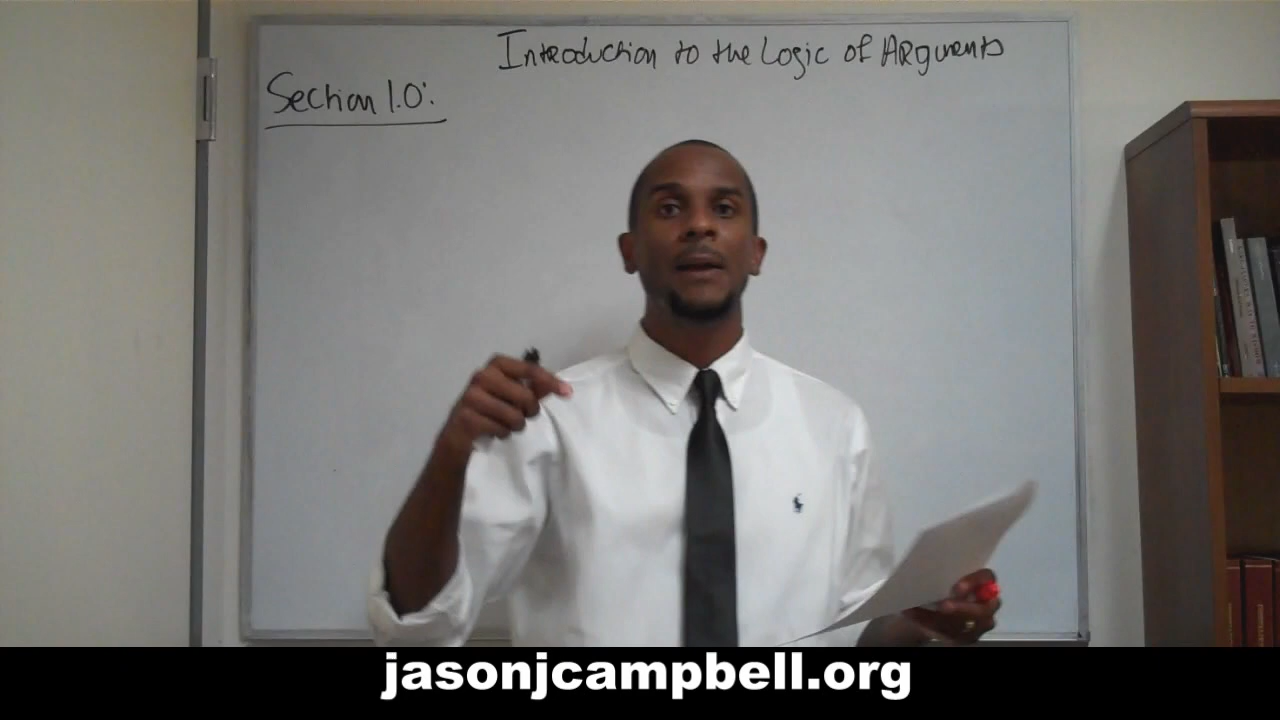 Introduction to the Logic of Arguments
Section 1.0:
jasonjcampbell.org